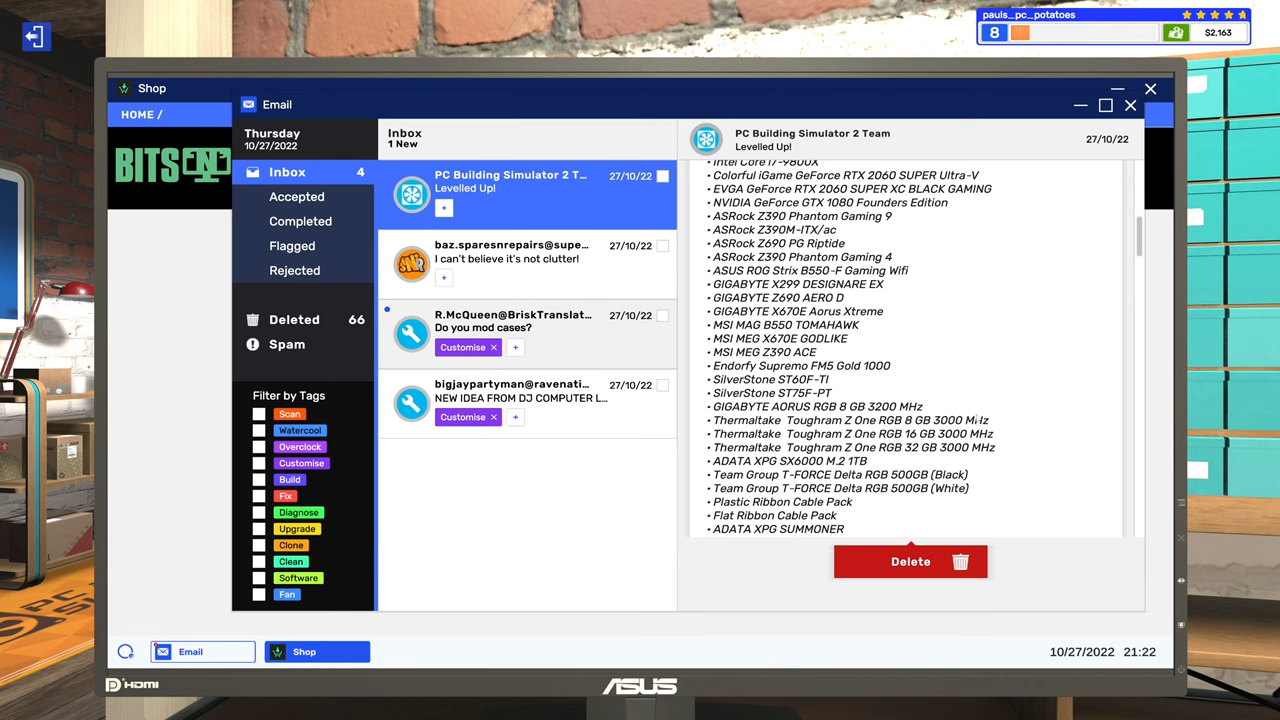 pauls_pc_potatoes
8
$2,163
Shop
HOME /
BITS
Email
Thursday
10/27/2022
Inbox 4
Accepted
Completed
Flagged
Rejected
Deleted 66
Spam
Filter by Tags
Scan
Watercool
Overclock
Customise
Build
Fix
Diagnose
Upgrade
Clone
Clean
Software
Fan
Inbox
1 New
PC Building Simulator 2 T... 27/10/22
Levelled Up!
+
baz.sparesnrepairs@supe... 27/10/22
I can't believe it's not clutter!
+
SNR
R.McQueen@BriskTranslat... 27/10/22
Do you mod cases?
Customise × +
bigjaypartyman@ravenati... 27/10/22
NEW IDEA FROM DJ COMPUTER L...
Customise × +
PC Building Simulator 2 Team
Levelled Up!
27/10/22
• Intel Core i7-9800X
• Colorful iGame GeForce RTX 2060 SUPER Ultra-V
• EVGA GeForce RTX 2060 SUPER XC BLACK GAMING
• NVIDIA GeForce GTX 1080 Founders Edition
• ASRock Z390 Phantom Gaming 9
• ASRock Z390M-ITX/ac
• ASRock Z690 PG Riptide
• ASRock Z390 Phantom Gaming 4
• ASUS ROG Strix B550-F Gaming Wifi
• GIGABYTE X299 DESIGNARE EX
• GIGABYTE Z690 AERO D
• GIGABYTE X670E Aorus Xtreme
• MSI MAG B550 TOMAHAWK
• MSI MEG X670E GODLIKE
• MSI MEG Z390 ACE
• Endorfy Supremo FM5 Gold 1000
• SilverStone ST60F-TI
• SilverStone ST75F-PT
• GIGABYTE AORUS RGB 8 GB 3200 MHz
• Thermaltake Toughram Z One RGB 8 GB 3000 MHz
• Thermaltake Toughram Z One RGB 16 GB 3000 MHz
• Thermaltake Toughram Z One RGB 32 GB 3000 MHz
• ADATA XPG SX6000 M.2 1TB
• Team Group T-FORCE Delta RGB 500GB (Black)
• Team Group T-FORCE Delta RGB 500GB (White)
• Plastic Ribbon Cable Pack
• Flat Ribbon Cable Pack
• ADATA XPG SUMMONER
Delete
Email
Shop
10/27/2022 21:22
HDMI
ASUS